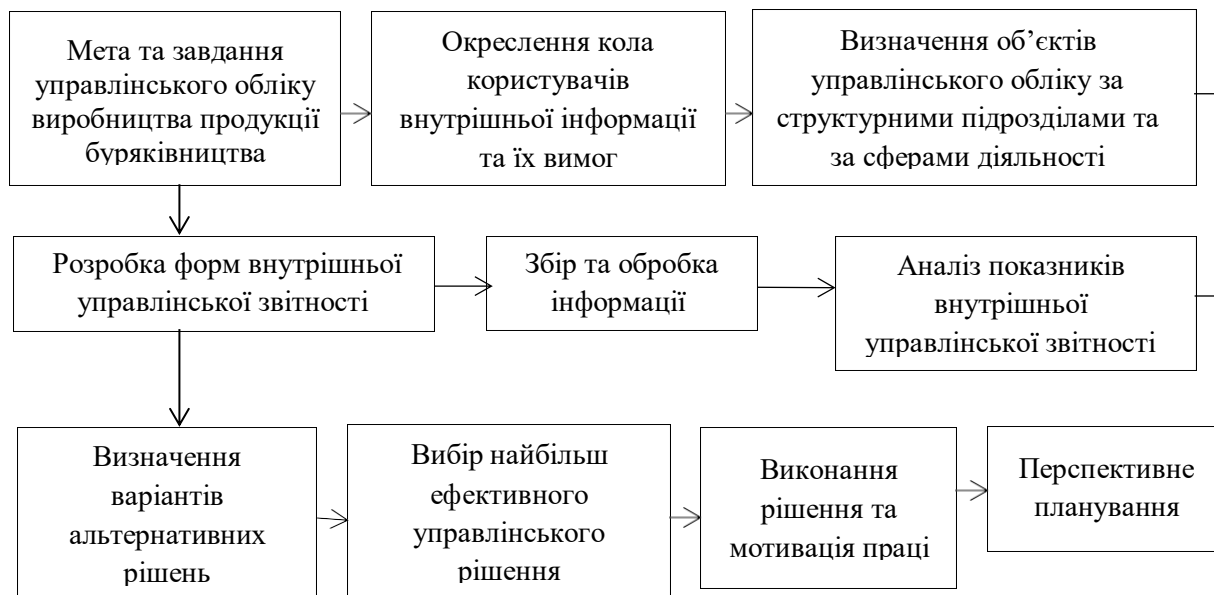 Мета та завдання
управлінського обліку
виробництва продукції
буряківництва
Окреслення кола
користувачів
внутрішньої інформації
та їх вимог
Визначення об’єктів
управлінського обліку за
структурними підрозділами та
за сферами діяльності
Розробка форм внутрішньої
управлінської звітності
Збір та обробка
інформації
Аналіз показників
внутрішньої
управлінської звітності
Визначення
варіантів
альтернативних
рішень
Вибір найбільш
ефективного
управлінського
рішення
Виконання
рішення та
мотивація праці
Перспективне
планування